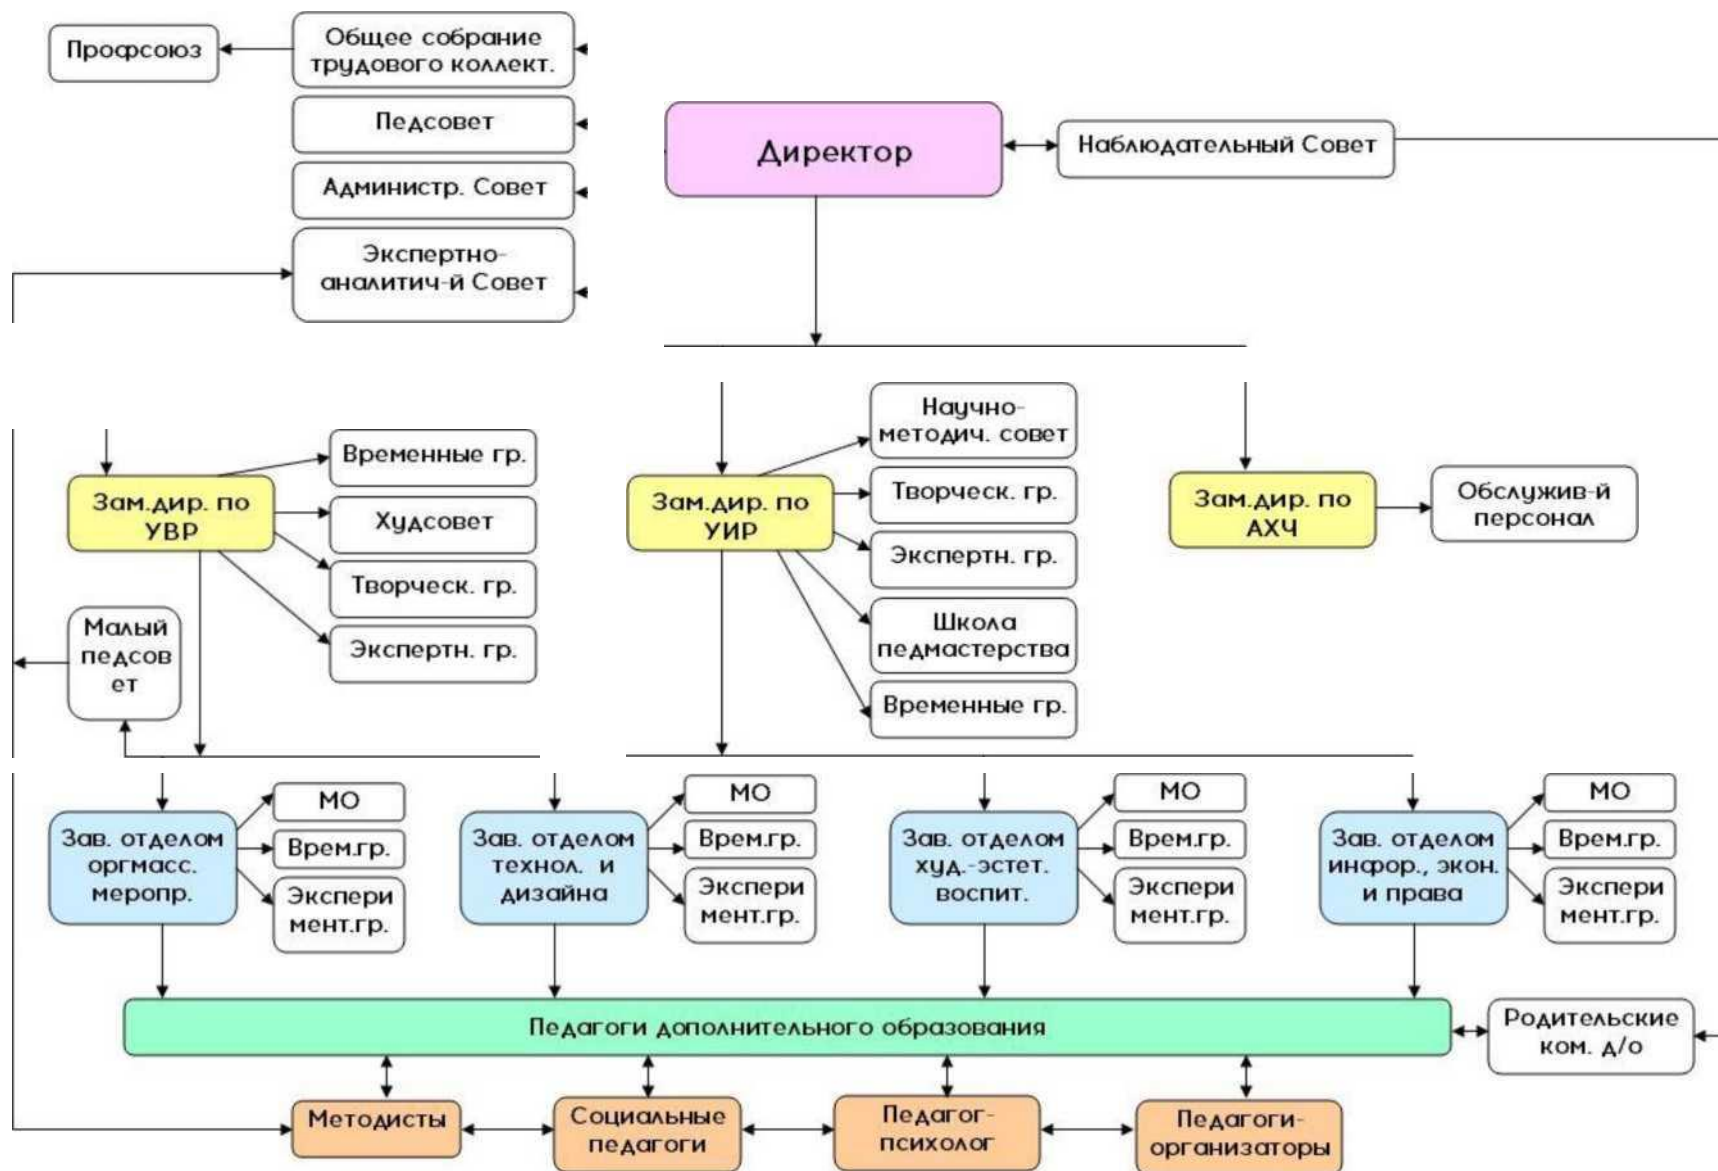 Профсоюз
Общее собрание
трудового коллект.
Педсовет
Администр. Совет
Экспертно-
аналитич-й Совет
Директор
Наблюдательный Совет
Временные гр.
Зам.дир. по
УВР
Худсовет
Творческ. гр.
Экспертн. гр.
Малый
педсов
ет
Научно-
методич. совет
Зам.дир. по
УИР
Творческ. гр.
Экспертн. гр.
Школа
педмастерства
Временные гр.
Зам.дир. по
АХЧ
Обслужив-й
персонал
Зав. отделом
оргмасс.
меропр.
МО
Врем.гр.
Экспери
мент.гр.
Зав. отделом
технол. и
дизайна
МО
Врем.гр.
Экспери
мент.гр.
Зав. отделом
худ.-эстет.
воспит.
МО
Врем.гр.
Экспери
мент.гр.
Зав. отделом
инфор., экон.
и права
МО
Врем.гр.
Экспери
мент.гр.
Педагоги дополнительного образования
Родительские
ком. д/о
Методисты
Социальные
педагоги
Педагог-
психолог
Педагоги-
организаторы